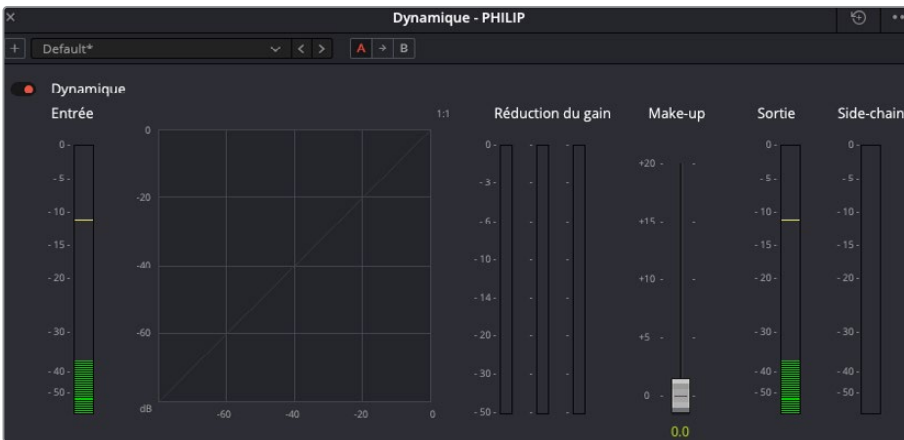 × Dynamique - PHILIP
+ Default* A B
Dynamique
Entrée 1:1 Réduction du gain Make-up Sortie Side-chain
0 - 0 0 - 0 - 0 -
+20 -
- 5 - - 3 - - 5 - - 5 -
-20
- 10 - - 6 - +15 - - 10 - - 10 -
- 15 - - 10 - - 15 - - 15 -
-40
- 20 - - 14 - +10 - - 20 - - 20 -
- 30 - -60 - 20 - +5 - - 30 - - 30 -
- 40 - - 30 - - 40 - - 40 -
- 50 - 0 - - 50 - - 50 -
dB -60 -40 -20 0 - 50 -
0.0